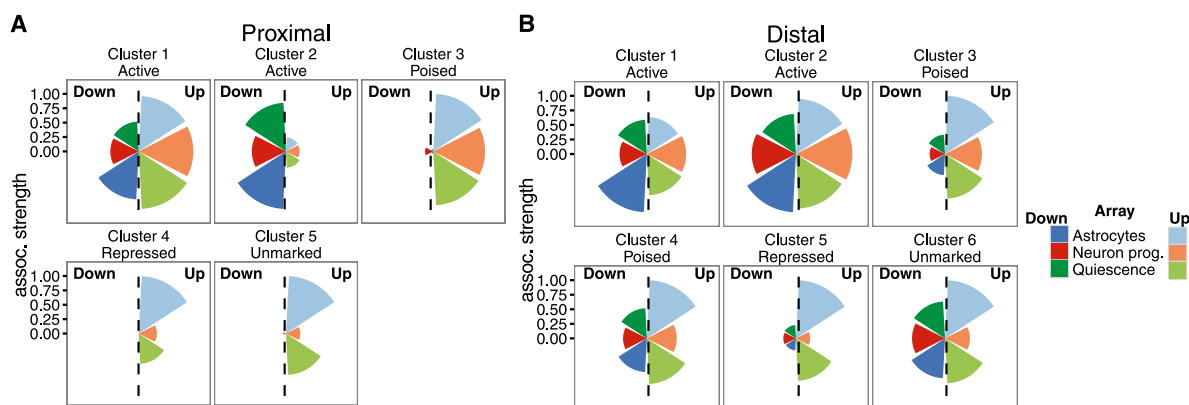 A
Proximal
Cluster 1
Active
Cluster 2
Active
Cluster 3
Poised
Down Up
Down Up
Down Up
1.00
0.75
0.50
0.25
0.00
assoc. strength
Cluster 4
Repressed
Cluster 5
Unmarked
Down Up
Down Up
1.00
0.75
0.50
0.25
0.00
B
Distal
Cluster 1
Active
Cluster 2
Active
Cluster 3
Poised
Down Up
Down Up
Down Up
1.00
0.75
0.50
0.25
0.00
assoc. strength
Cluster 4
Poised
Cluster 5
Repressed
Cluster 6
Unmarked
Down Up
Down Up
Down Up
1.00
0.75
0.50
0.25
0.00
Down Array Up
Astrocytes
Neuron prog.
Quiescence